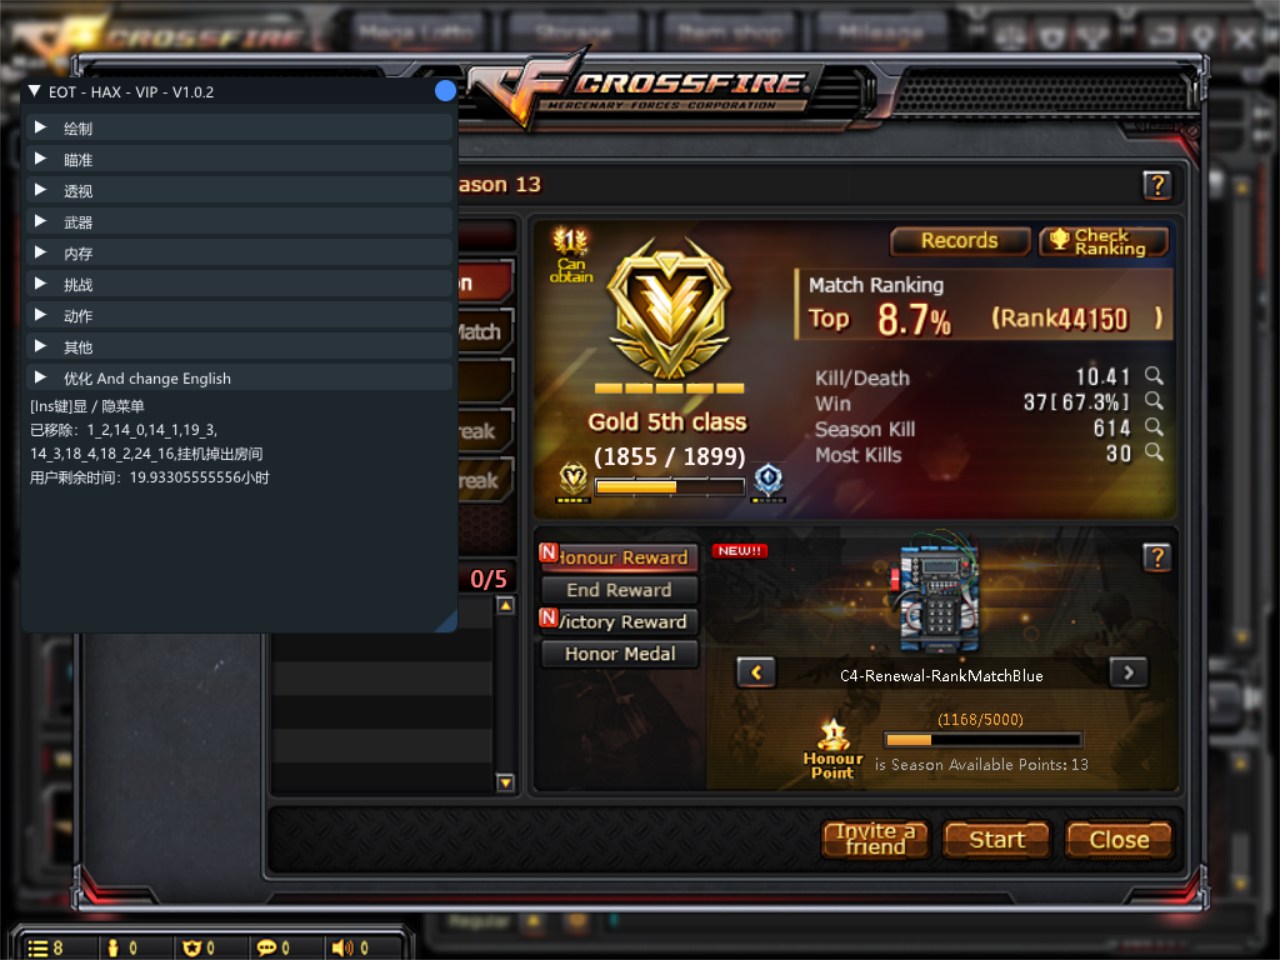 CROSSFIRE
Mega Lotto
Storage
Item shop
Mileage
CROSSFIRE
MERCENARY FORCES CORPORATION
EOT - HAX - VIP - V1.0.2
绘制
瞄准
透视
武器
内存
挑战
动作
其他
优化 And change English
[Ins键]显 / 隐菜单
已移除：1_2,14_0,14_1,19_3,
14_3,18_4,18_2,24_16,挂机掉出房间
用户剩余时间：19.93305555556小时
ason 13
?
on
Match
reak
reak
0/5
1
Can
obtain
Records
Check
Ranking
Match Ranking
Top 8.7% (Rank44150 )
Kill/Death 10.41
Win 37[67.3%]
Season Kill 614
Most Kills 30
Gold 5th class
(1855 / 1899)
N Honour Reward
End Reward
N Victory Reward
Honor Medal
NEW!!
?
C4-Renewal-RankMatchBlue
(1168/5000)
1
Honour
Point
is Season Available Points: 13
Invite a
friend
Start
Close
Regular
8
0
0
0
0